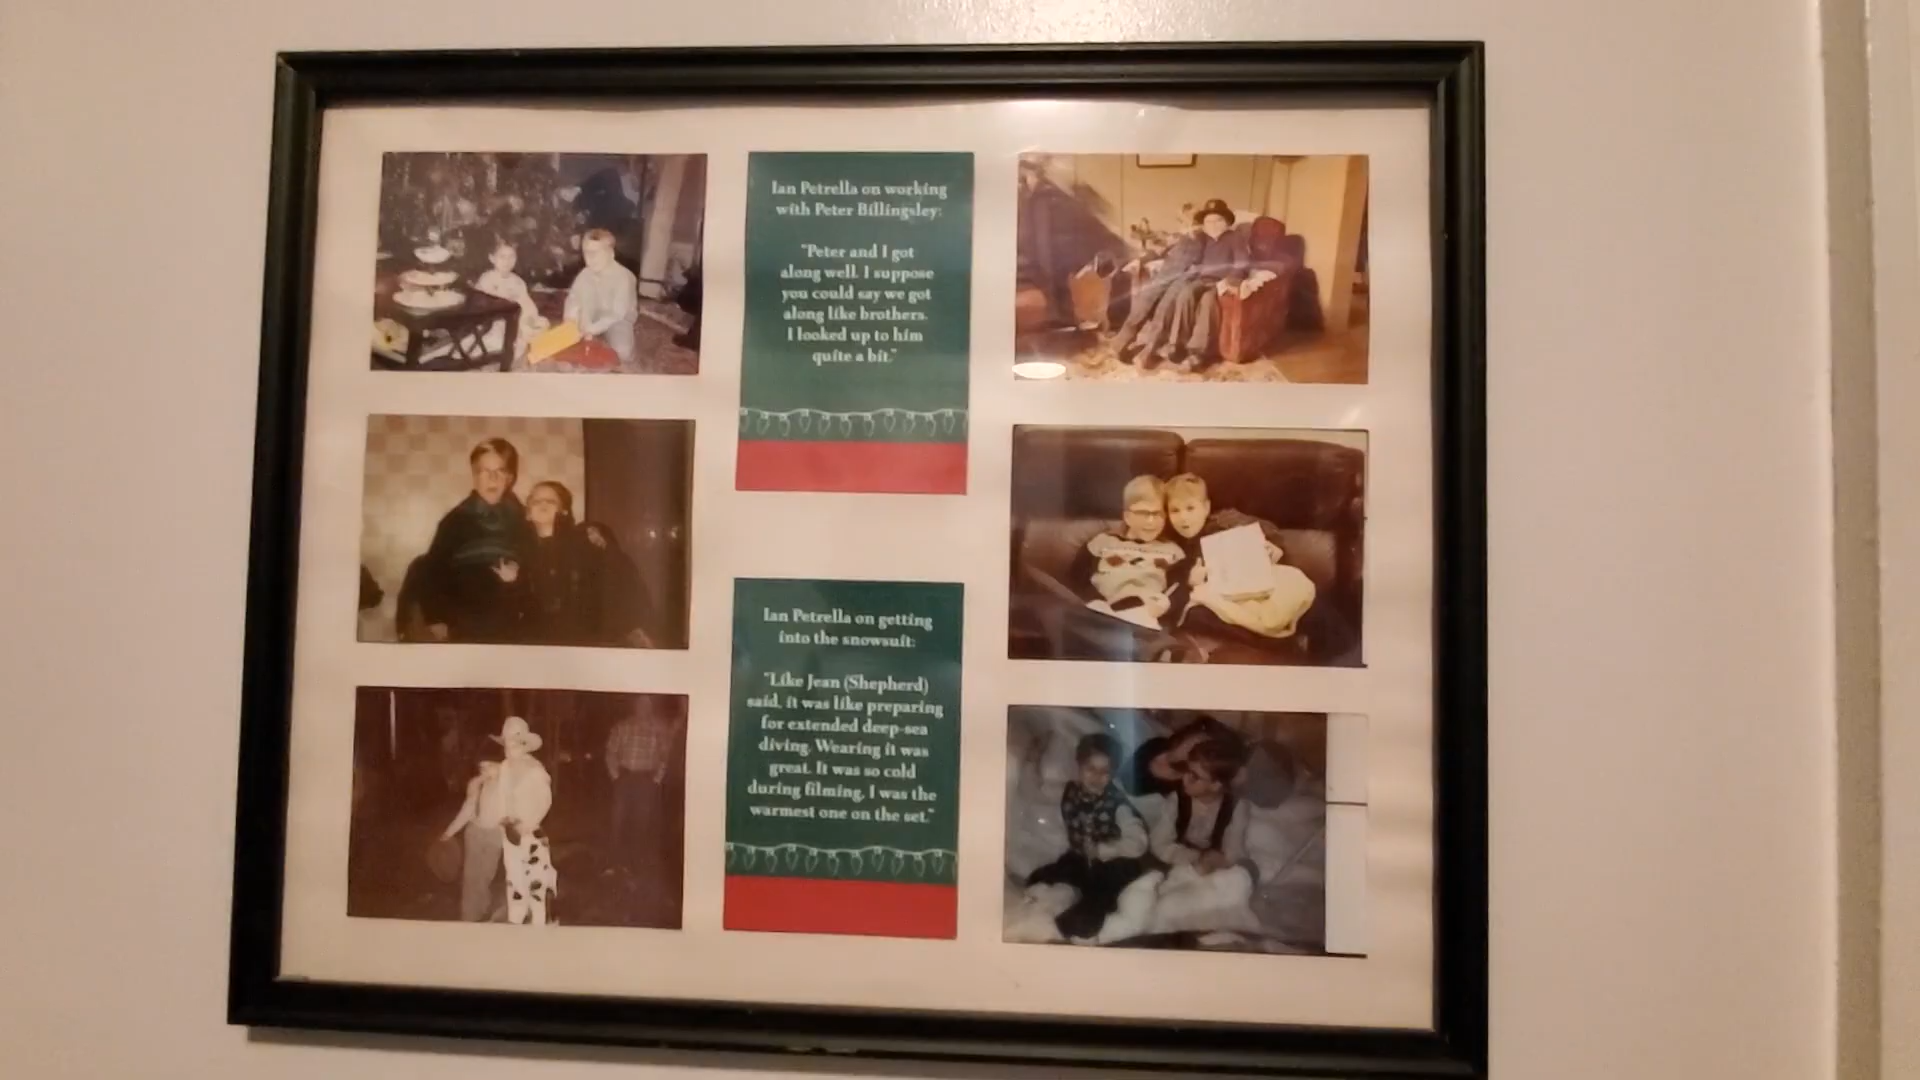 Ian Petrella on working
with Peter Billingsley:
"Peter and I got
along well. I suppose
you could say we got
along like brothers.
I looked up to him
quite a bit."
Ian Petrella on getting
into the snowsuit:
"Like Jean (Shepherd)
said, it was like preparing
for extended deep-sea
diving. Wearing it was
great. It was so cold
during filming, I was the
warmest one on the set."